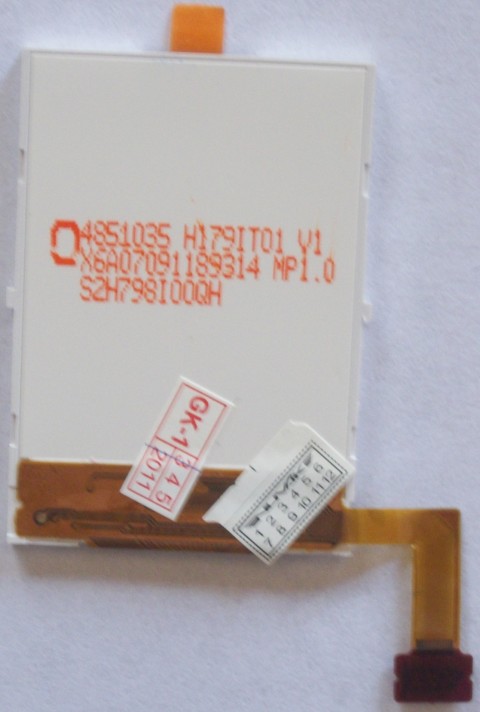 4851035 H179IT01 V1
X6A07091189314 MP1.0
SZH798I00QH
GK-1
3 4 5
2011
1 2 3 4 5 6
7 8 9 10 11 12